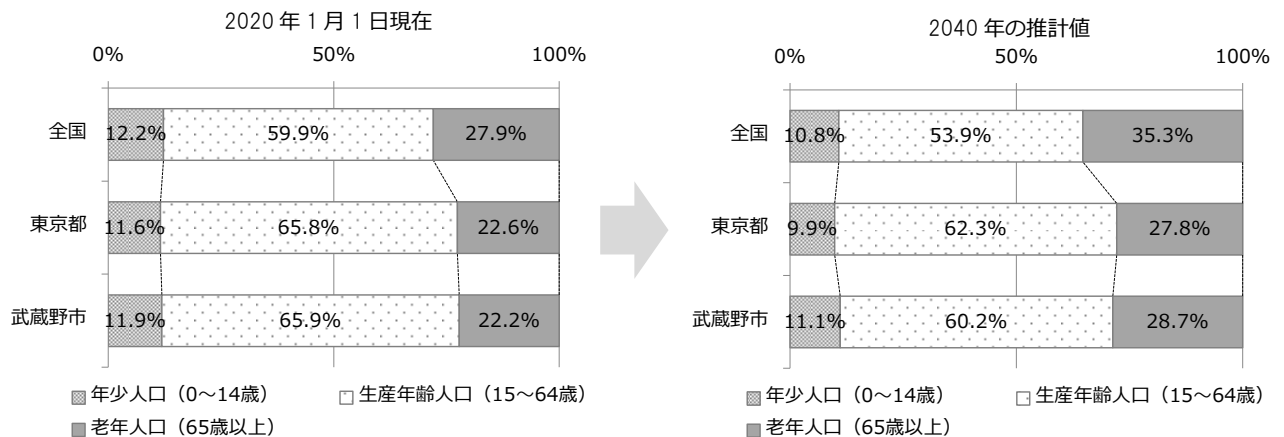 2020 年 1 月 1 日現在
0% 50% 100%
全国 12.2% 59.9% 27.9%
東京都 11.6% 65.8% 22.6%
武蔵野市 11.9% 65.9% 22.2%
年少人口（0～14歳） 生産年齢人口（15～64歳）
老年人口（65歳以上）
2040 年の推計値
0% 50% 100%
全国 10.8% 53.9% 35.3%
東京都 9.9% 62.3% 27.8%
武蔵野市 11.1% 60.2% 28.7%
年少人口（0～14歳） 生産年齢人口（15～64歳）
老年人口（65歳以上）